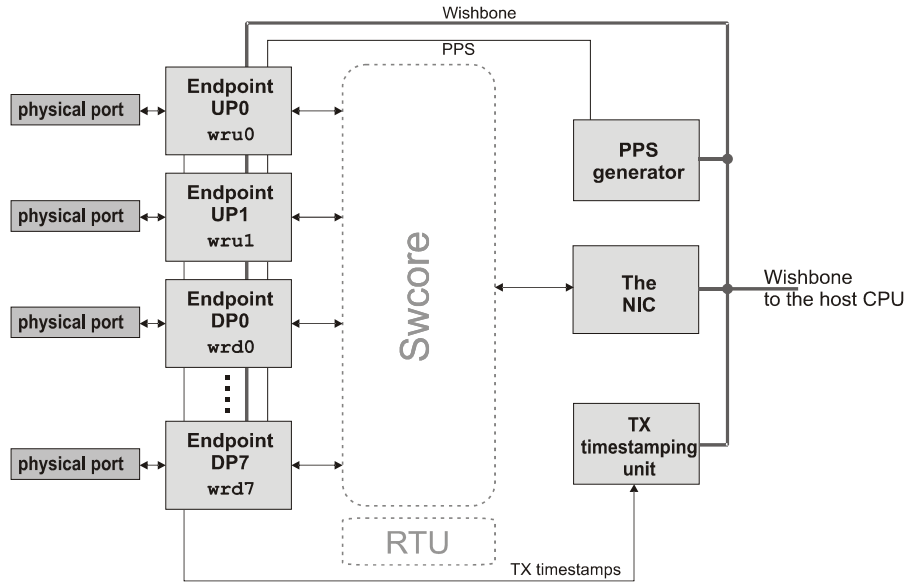 Wishbone
PPS
physical port
Endpoint
UP0
wru0
PPS
generator
physical port
Endpoint
UP1
wru1
Swcore
The
NIC
Wishbone
to the host CPU
physical port
Endpoint
DP0
wrd0
physical port
Endpoint
DP7
wrd7
TX
timestamping
unit
RTU
TX timestamps